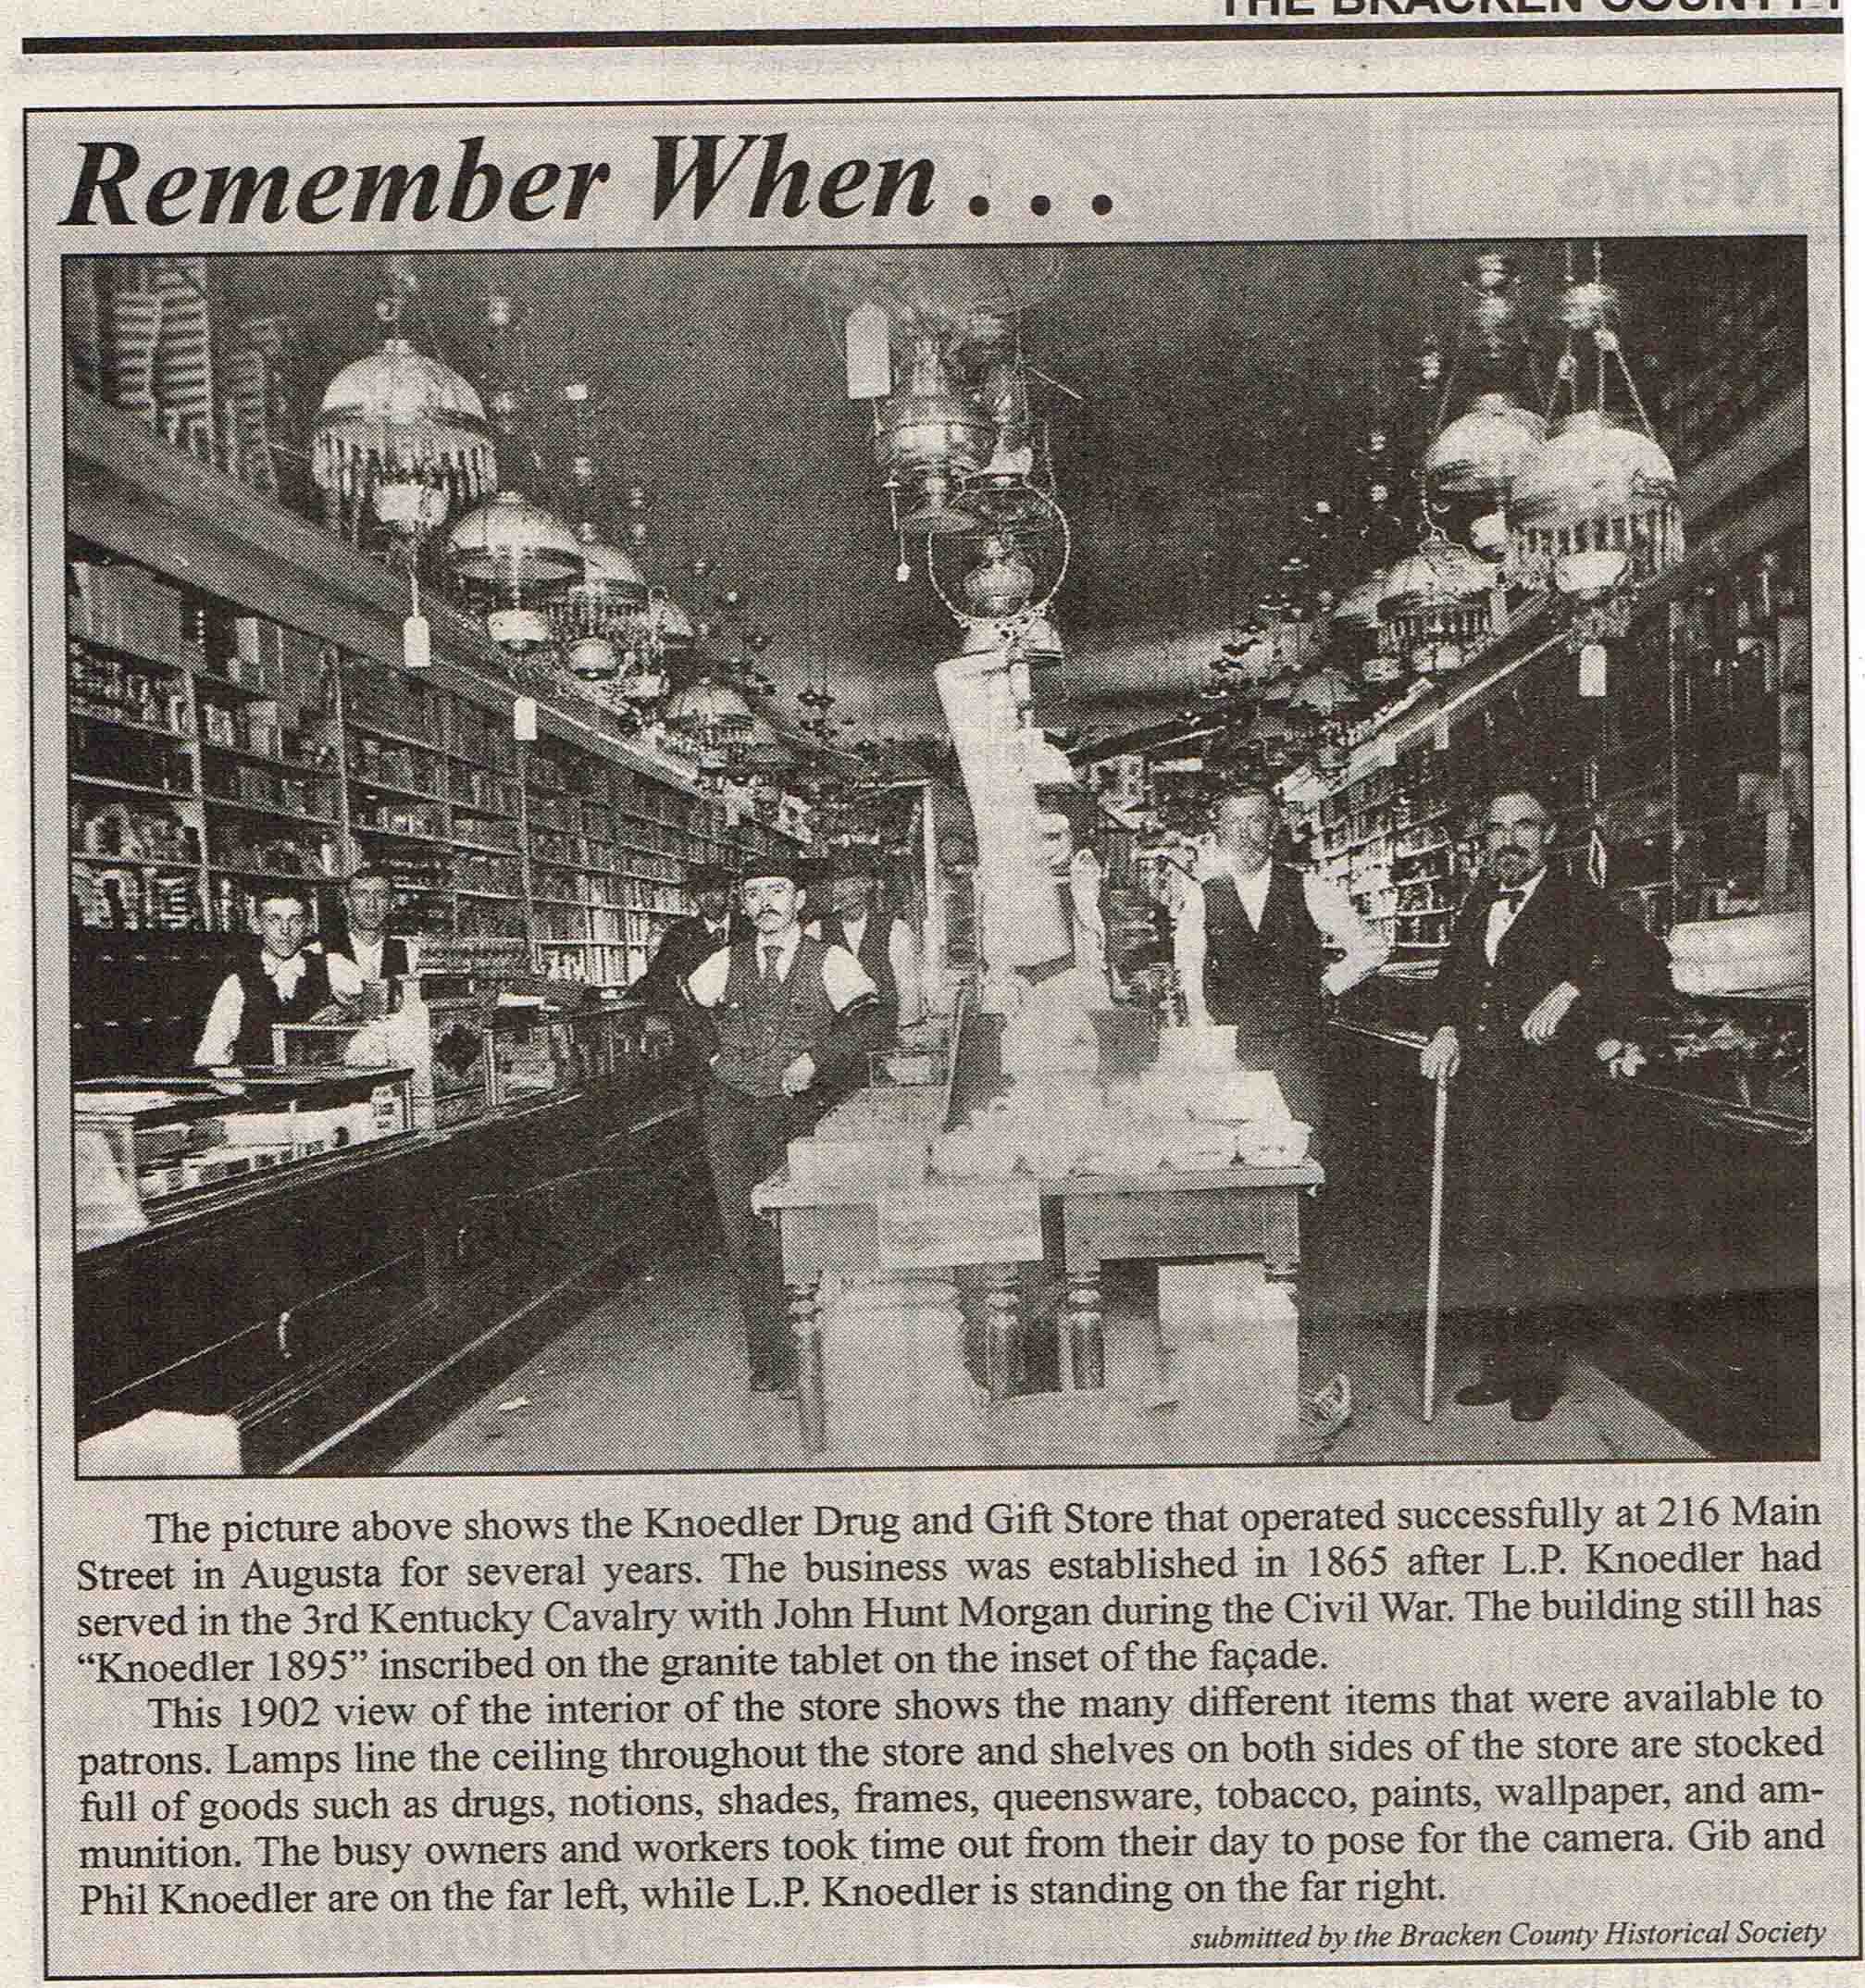 THE BRACKEN COUNTY
Remember When . . .
The picture above shows the Knoedler Drug and Gift Store that operated successfully at 216 Main
Street in Augusta for several years. The business was established in 1865 after L.P. Knoedler had
served in the 3rd Kentucky Cavalry with John Hunt Morgan during the Civil War. The building still has
“Knoedler 1895” inscribed on the granite tablet on the inset of the façade.
This 1902 view of the interior of the store shows the many different items that were available to
patrons. Lamps line the ceiling throughout the store and shelves on both sides of the store are stocked
full of goods such as drugs, notions, shades, frames, queensware, tobacco, paints, wallpaper, and am-
munition. The busy owners and workers took time out from their day to pose for the camera. Gib and
Phil Knoedler are on the far left, while L.P. Knoedler is standing on the far right.
submitted by the Bracken County Historical Society